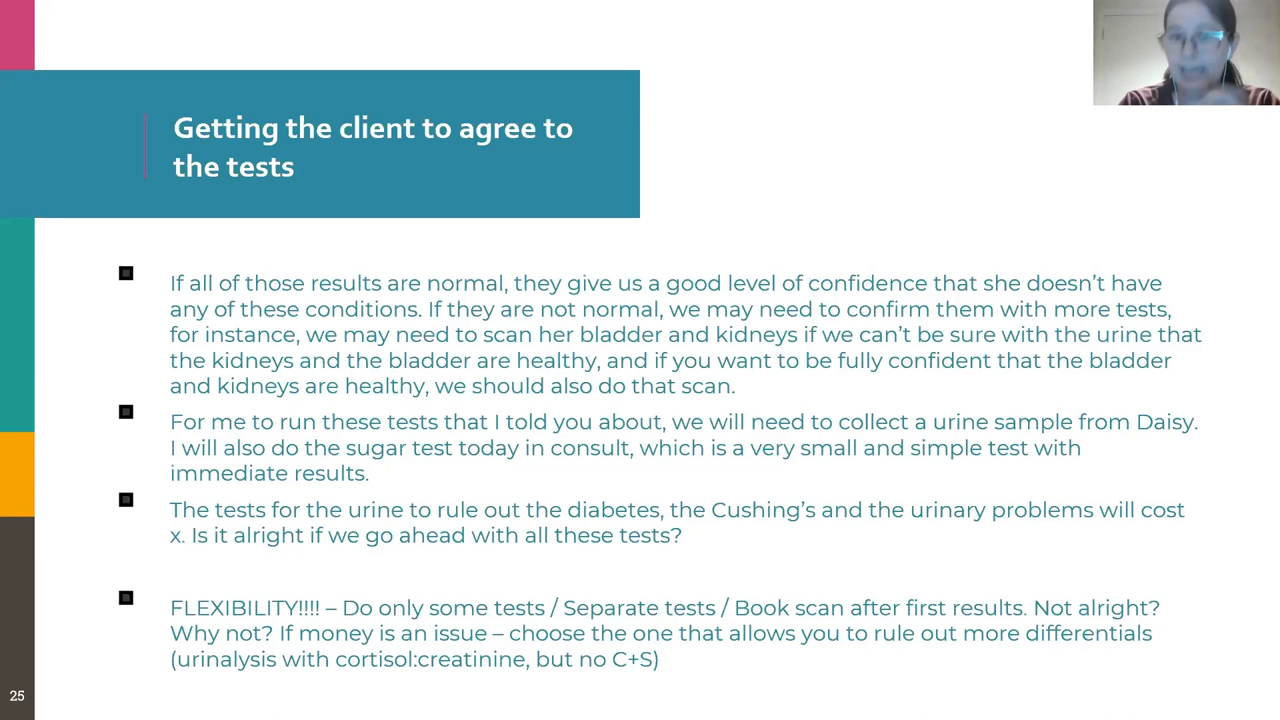 Getting the client to agree to
the tests
If all of those results are normal, they give us a good level of confidence that she doesn’t have
any of these conditions. If they are not normal, we may need to confirm them with more tests,
for instance, we may need to scan her bladder and kidneys if we can’t be sure with the urine that
the kidneys and the bladder are healthy, and if you want to be fully confident that the bladder
and kidneys are healthy, we should also do that scan.
For me to run these tests that I told you about, we will need to collect a urine sample from Daisy.
I will also do the sugar test today in consult, which is a very small and simple test with
immediate results.
The tests for the urine to rule out the diabetes, the Cushing’s and the urinary problems will cost
x. Is it alright if we go ahead with all these tests?
FLEXIBILITY!!!! – Do only some tests / Separate tests / Book scan after first results. Not alright?
Why not? If money is an issue – choose the one that allows you to rule out more differentials
(urinalysis with cortisol:creatinine, but no C+S)
25